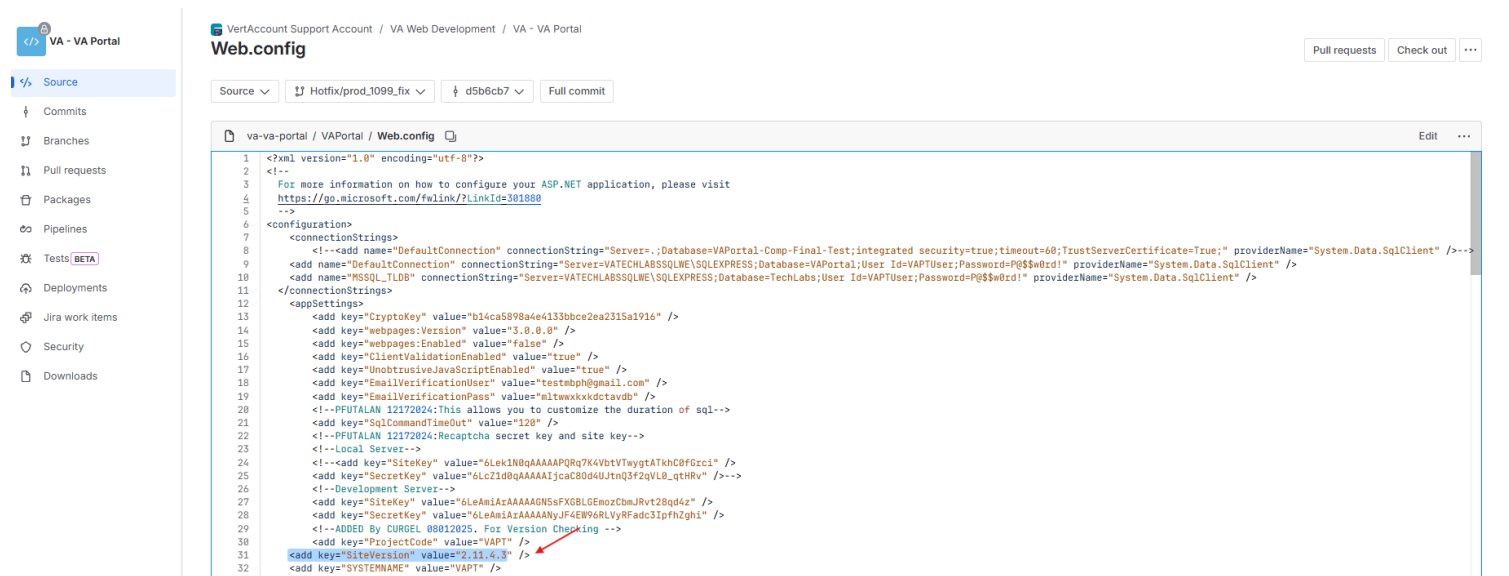 VA - VA Portal
Source
Commits
Branches
Pull requests
Packages
Pipelines
Tests BETA
Deployments
Jira work items
Security
Downloads
VertAccount Support Account / VA Web Development / VA - VA Portal
Web.config
Pull requests Check out
Source Hotfix/prod_1099_fix d5b6cb7 Full commit
va-va-portal / VAPortal / Web.config Edit
1 <?xml version="1.0" encoding="utf-8"?>
2 <!--
3 For more information on how to configure your ASP.NET application, please visit
4 https://go.microsoft.com/fwlink/?LinkId=301880
5 -->
6 <configuration>
7 <connectionStrings>
8 <!--<add name="DefaultConnection" connectionString="Server=.;Database=VAPortal-Comp-Final-Test;integrated security=true;timeout=60;TrustServerCertificate=True;" providerName="System.Data.SqlClient" />-->
9 <add name="DefaultConnection" connectionString="Server=VATECHLABSSQLWE\SQLEXPRESS;Database=VAPortal;User Id=VAPTUser;Password=P@$$w0rd!" providerName="System.Data.SqlClient" />
10 <add name="MSSQL_TLDB" connectionString="Server=VATECHLABSSQLWE\SQLEXPRESS;Database=TechLabs;User Id=VAPTUser;Password=P@$$w0rd!" providerName="System.Data.SqlClient" />
11 </connectionStrings>
12 <appSettings>
13 <add key="CryptoKey" value="b14ca5898a4e4133bbce2ea2315a1916" />
14 <add key="webpages:Version" value="3.0.0.0" />
15 <add key="webpages:Enabled" value="false" />
16 <add key="ClientValidationEnabled" value="true" />
17 <add key="UnobtrusiveJavaScriptEnabled" value="true" />
18 <add key="EmailVerificationUser" value="testmbph@gmail.com" />
19 <add key="EmailVerificationPass" value="mltwwxkxkdctavdb" />
20 <!--PFUTALAN 12172024:This allows you to customize the duration of sql-->
21 <add key="SqlCommandTimeOut" value="120" />
22 <!--PFUTALAN 12172024:Recaptcha secret key and site key-->
23 <!--Local Server-->
24 <!--<add key="SiteKey" value="6Lek1N0qAAAAAPQRq7K4VbtVTwygtATkhC0fGrci" />
25 <add key="SecretKey" value="6LcZ1d0qAAAAAIjcaC8Od4UJtnQ3f2qVL0_qtHRv" />-->
26 <!--Development Server-->
27 <add key="SiteKey" value="6LeAmiArAAAAAGN5sFXGBLGEmozCbmJRvt28qd4z" />
28 <add key="SecretKey" value="6LeAmiArAAAAANyJF4EW96RLVyRFadc3IpfhZghi" />
29 <!--ADDED By CURGEL 08012025. For Version Checking -->
30 <add key="ProjectCode" value="VAPT" />
31 <add key="SiteVersion" value="2.11.4.3" />
32 <add key="SYSTEMNAME" value="VAPT" />